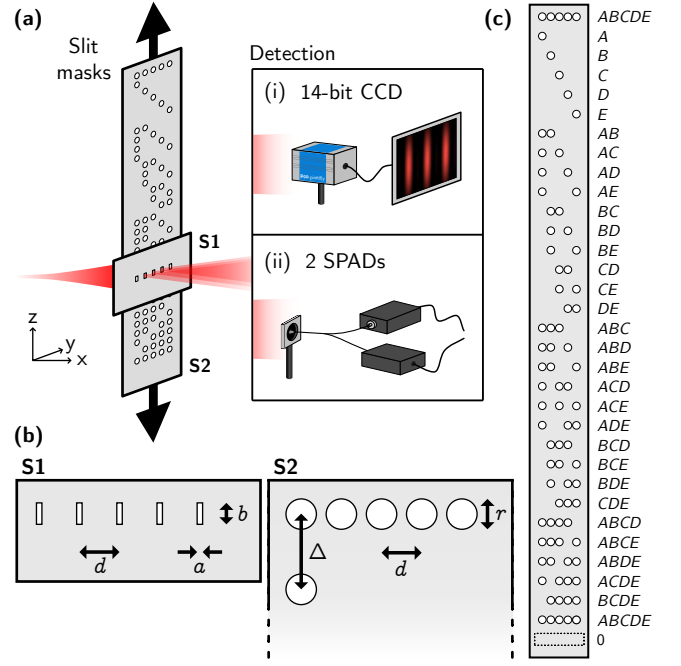 (a)
Slit
masks
S1
S2
z
y
x
Detection
(i) 14-bit CCD
(ii) 2 SPADs
(b)
S1
b
d
a
S2
r
Δ
d
(c)
ABCDE
A
B
C
D
E
AB
AC
AD
AE
BC
BD
BE
CD
CE
DE
ABC
ABD
ABE
ACD
ACE
ADE
BCD
BCE
BDE
CDE
ABCD
ABCE
ABDE
ACDE
BCDE
ABCDE
0